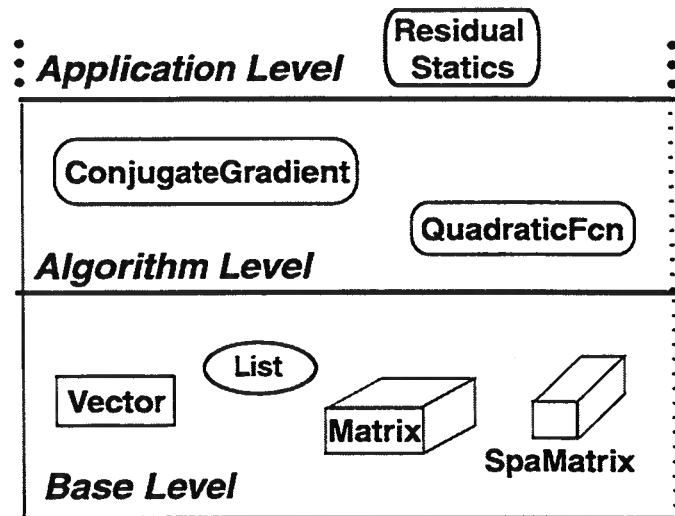 Residual
Statics
Application Level
ConjugateGradient
QuadraticFcn
Algorithm Level
List
Vector
Matrix
SpaMatrix
Base Level